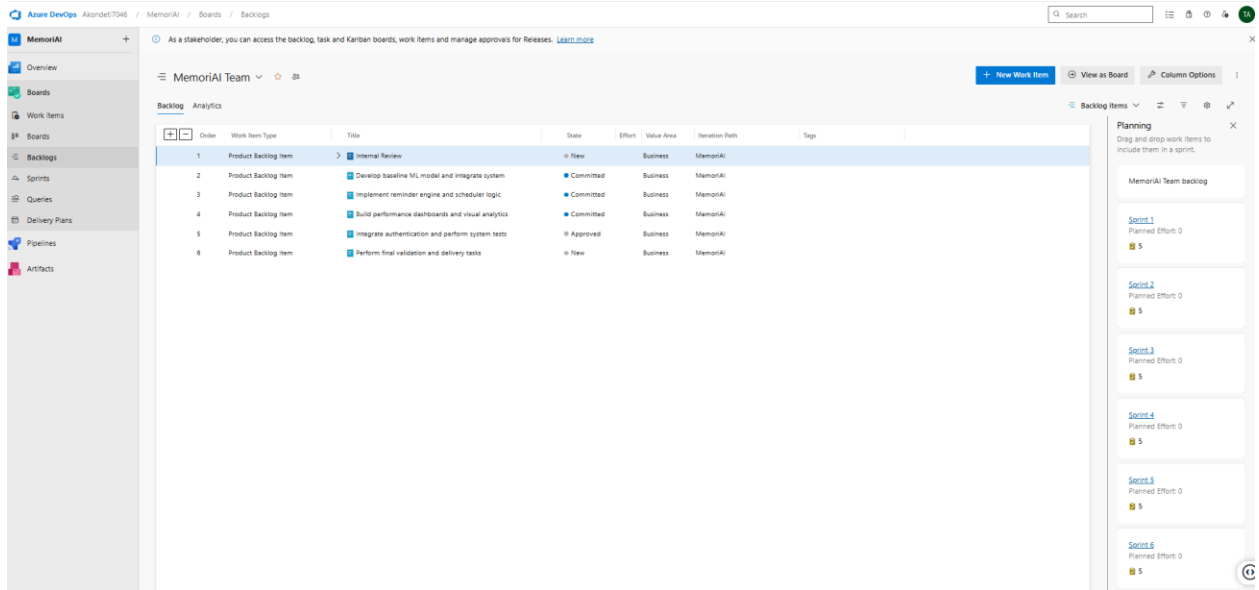 Azure DevOps Akondeti7046 / MemoriAI / Boards / Backlogs
Search
TA
M MemoriAI +
As a stakeholder, you can access the backlog, task and Kanban boards, work items and manage approvals for Releases. Learn more
Overview
Boards
Work items
Boards
Backlogs
Sprints
Queries
Delivery Plans
Pipelines
Artifacts
MemoriAI Team
+ New Work Item
View as Board
Column Options
Backlog Analytics
Backlog items
Order Work Item Type Title State Effort Value Area Iteration Path Tags
1 Product Backlog Item > Internal Review New Business MemoriAI
2 Product Backlog Item Develop baseline ML model and integrate system Committed Business MemoriAI
3 Product Backlog Item Implement reminder engine and scheduler logic Committed Business MemoriAI
4 Product Backlog Item Build performance dashboards and visual analytics Committed Business MemoriAI
5 Product Backlog Item Integrate authentication and perform system tests Approved Business MemoriAI
6 Product Backlog Item Perform final validation and delivery tasks New Business MemoriAI
Planning
Drag and drop work items to
include them in a sprint.
MemoriAI Team backlog
Sprint 1
Planned Effort: 0
5
Sprint 2
Planned Effort: 0
5
Sprint 3
Planned Effort: 0
5
Sprint 4
Planned Effort: 0
5
Sprint 5
Planned Effort: 0
5
Sprint 6
Planned Effort: 0
5